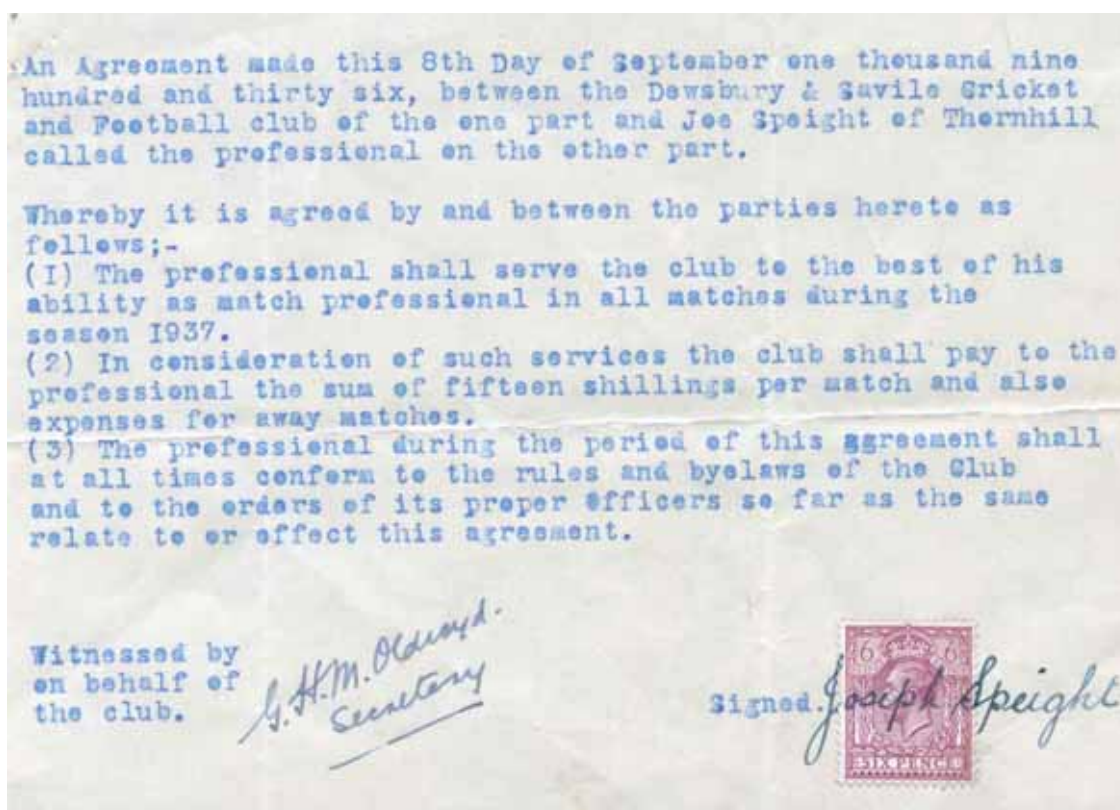 An Agreement made this 8th Day of September one thousand nine
hundred and thirty six, between the Dewsbury & Savile Cricket
and Football club of the one part and Joe Speight of Thornhill
called the professional on the other part.
Whereby it is agreed by and between the parties hereto as
follows;-
(I) The professional shall serve the club to the best of his
ability as match professional in all matches during the
season I937.
(2) In consideration of such services the club shall pay to the
professional the sum of fifteen shillings per match and also
expenses for away matches.
(3) The professional during the period of this agreement shall
at all times conform to the rules and byelaws of the Club
and to the orders of its proper Officers so far as the same
relate to or effect this agreement.
Witnessed by
on behalf of
the club.
G. H. M. Oldroyd.
Secretary
6 6
Signed. Joseph Speight
SIX PENCE